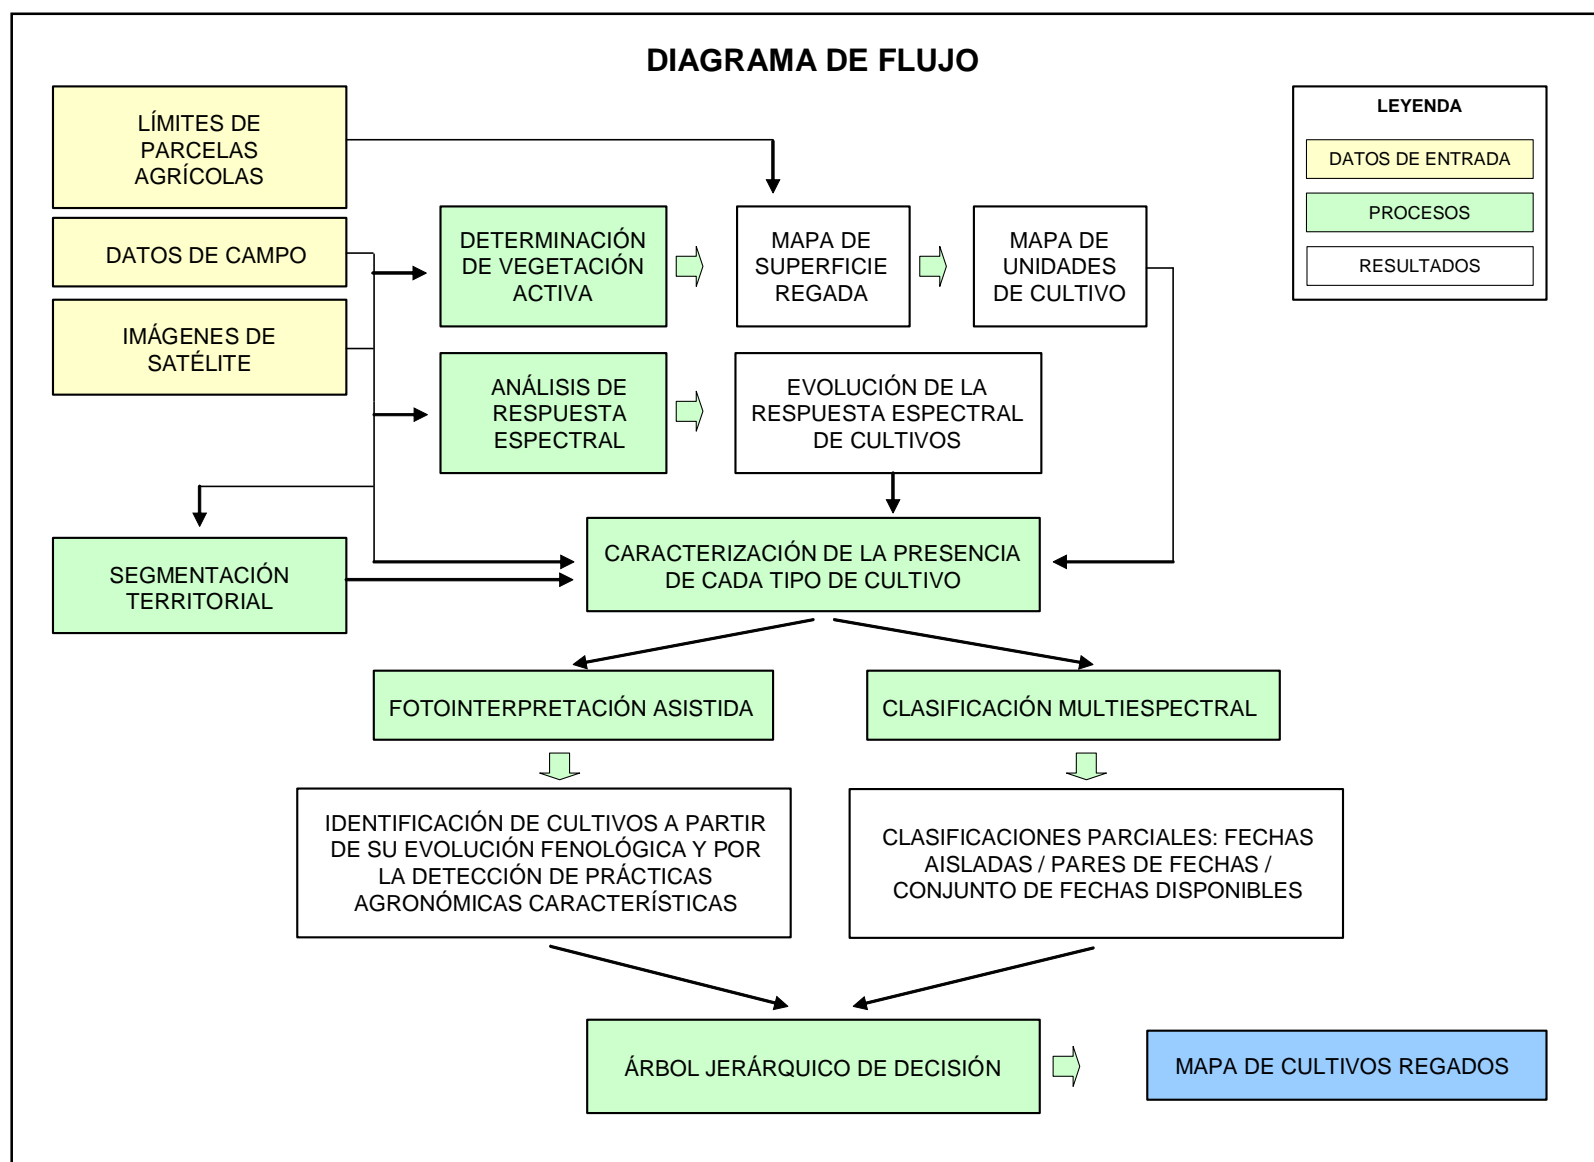 DIAGRAMA DE FLUJO
LÍMITES DE
PARCELAS
AGRÍCOLAS
LEYENDA
DATOS DE ENTRADA
PROCESOS
RESULTADOS
DATOS DE CAMPO
IMÁGENES DE
SATÉLITE
DETERMINACIÓN
DE VEGETACIÓN
ACTIVA
MAPA DE
SUPERFICIE
REGADA
MAPA DE
UNIDADES
DE CULTIVO
ANÁLISIS DE
RESPUESTA
ESPECTRAL
EVOLUCIÓN DE LA
RESPUESTA ESPECTRAL
DE CULTIVOS
SEGMENTACIÓN
TERRITORIAL
CARACTERIZACIÓN DE LA PRESENCIA
DE CADA TIPO DE CULTIVO
FOTOINTERPRETACIÓN ASISTIDA
CLASIFICACIÓN MULTIESPECTRAL
IDENTIFICACIÓN DE CULTIVOS A PARTIR
DE SU EVOLUCIÓN FENOLÓGICA Y POR
LA DETECCIÓN DE PRÁCTICAS
AGRONÓMICAS CARACTERÍSTICAS
CLASIFICACIONES PARCIALES: FECHAS
AISLADAS / PARES DE FECHAS /
CONJUNTO DE FECHAS DISPONIBLES
ÁRBOL JERÁRQUICO DE DECISIÓN
MAPA DE CULTIVOS REGADOS